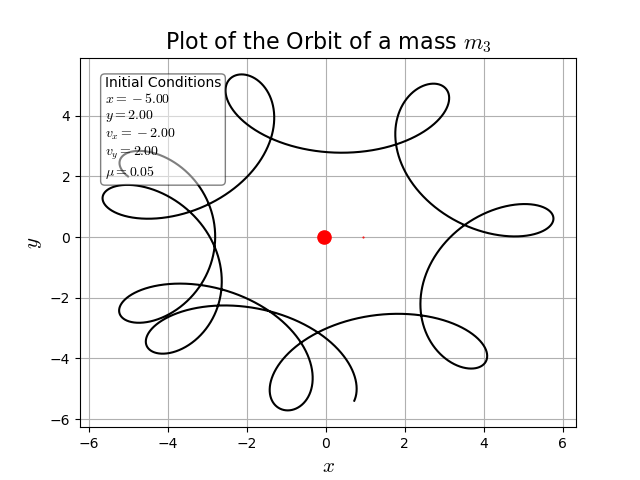 Plot of the Orbit of a mass m₃
Initial Conditions
x = −5.00
y = 2.00
vₓ = −2.00
v_y = 2.00
μ = 0.05
4
2
0
−2
−4
−6
y
−6 −4 −2 0 2 4 6
x